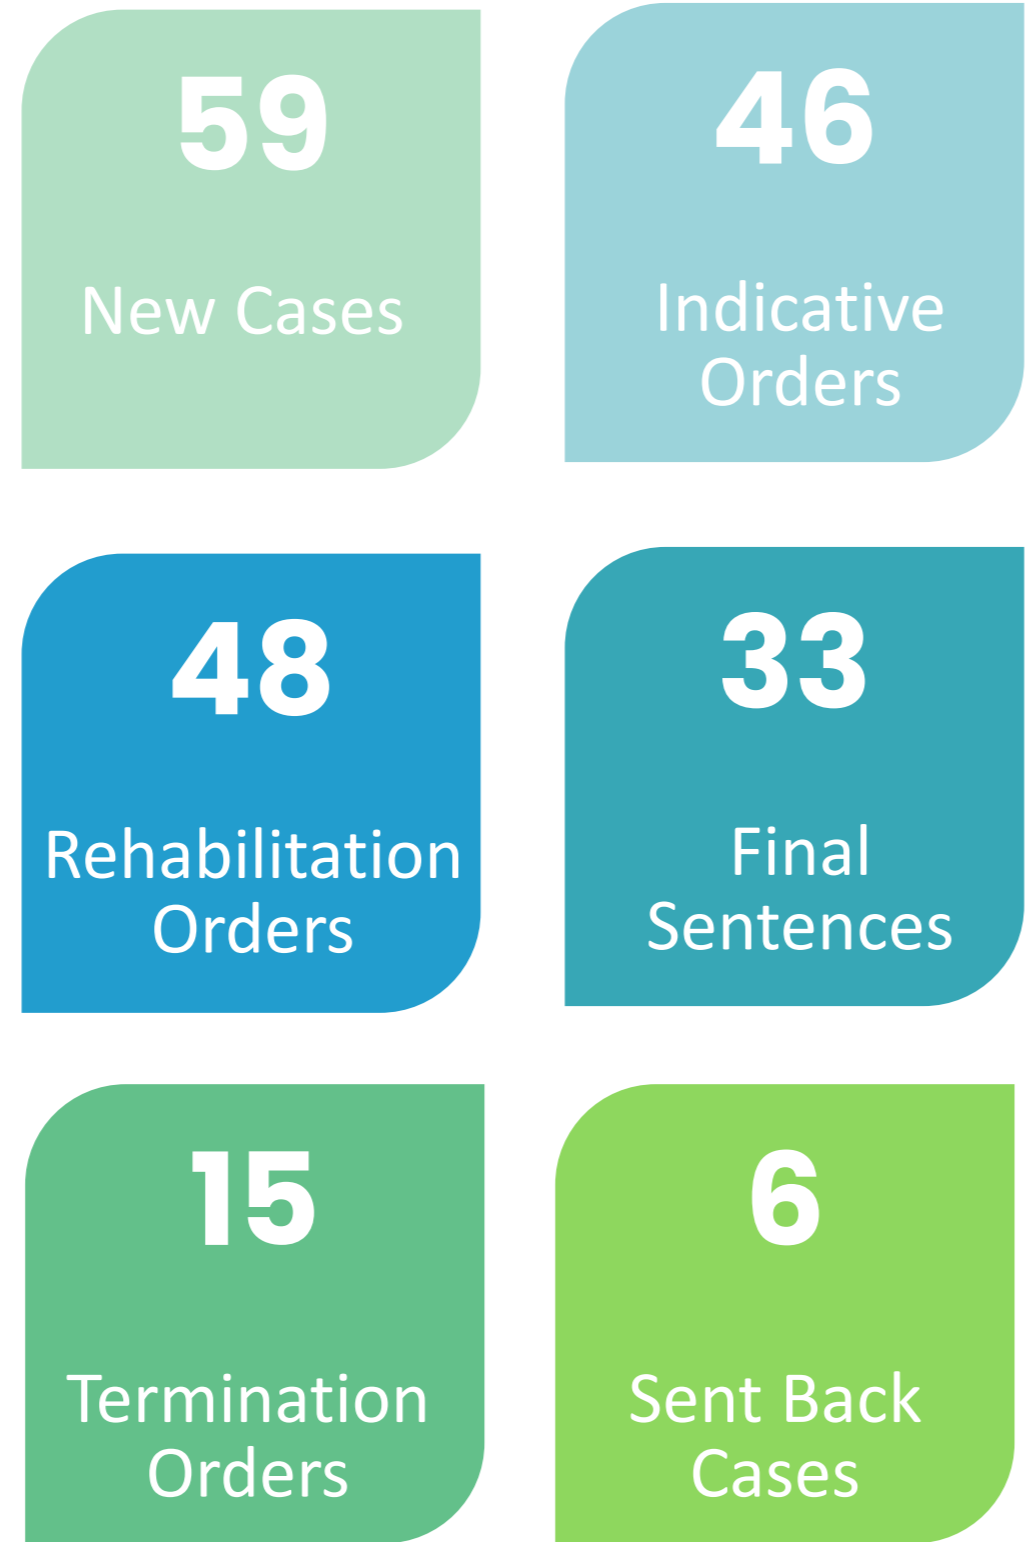 59
New Cases
46
Indicative
Orders
48
Rehabilitation
Orders
33
Final
Sentences
15
Termination
Orders
6
Sent Back
Cases